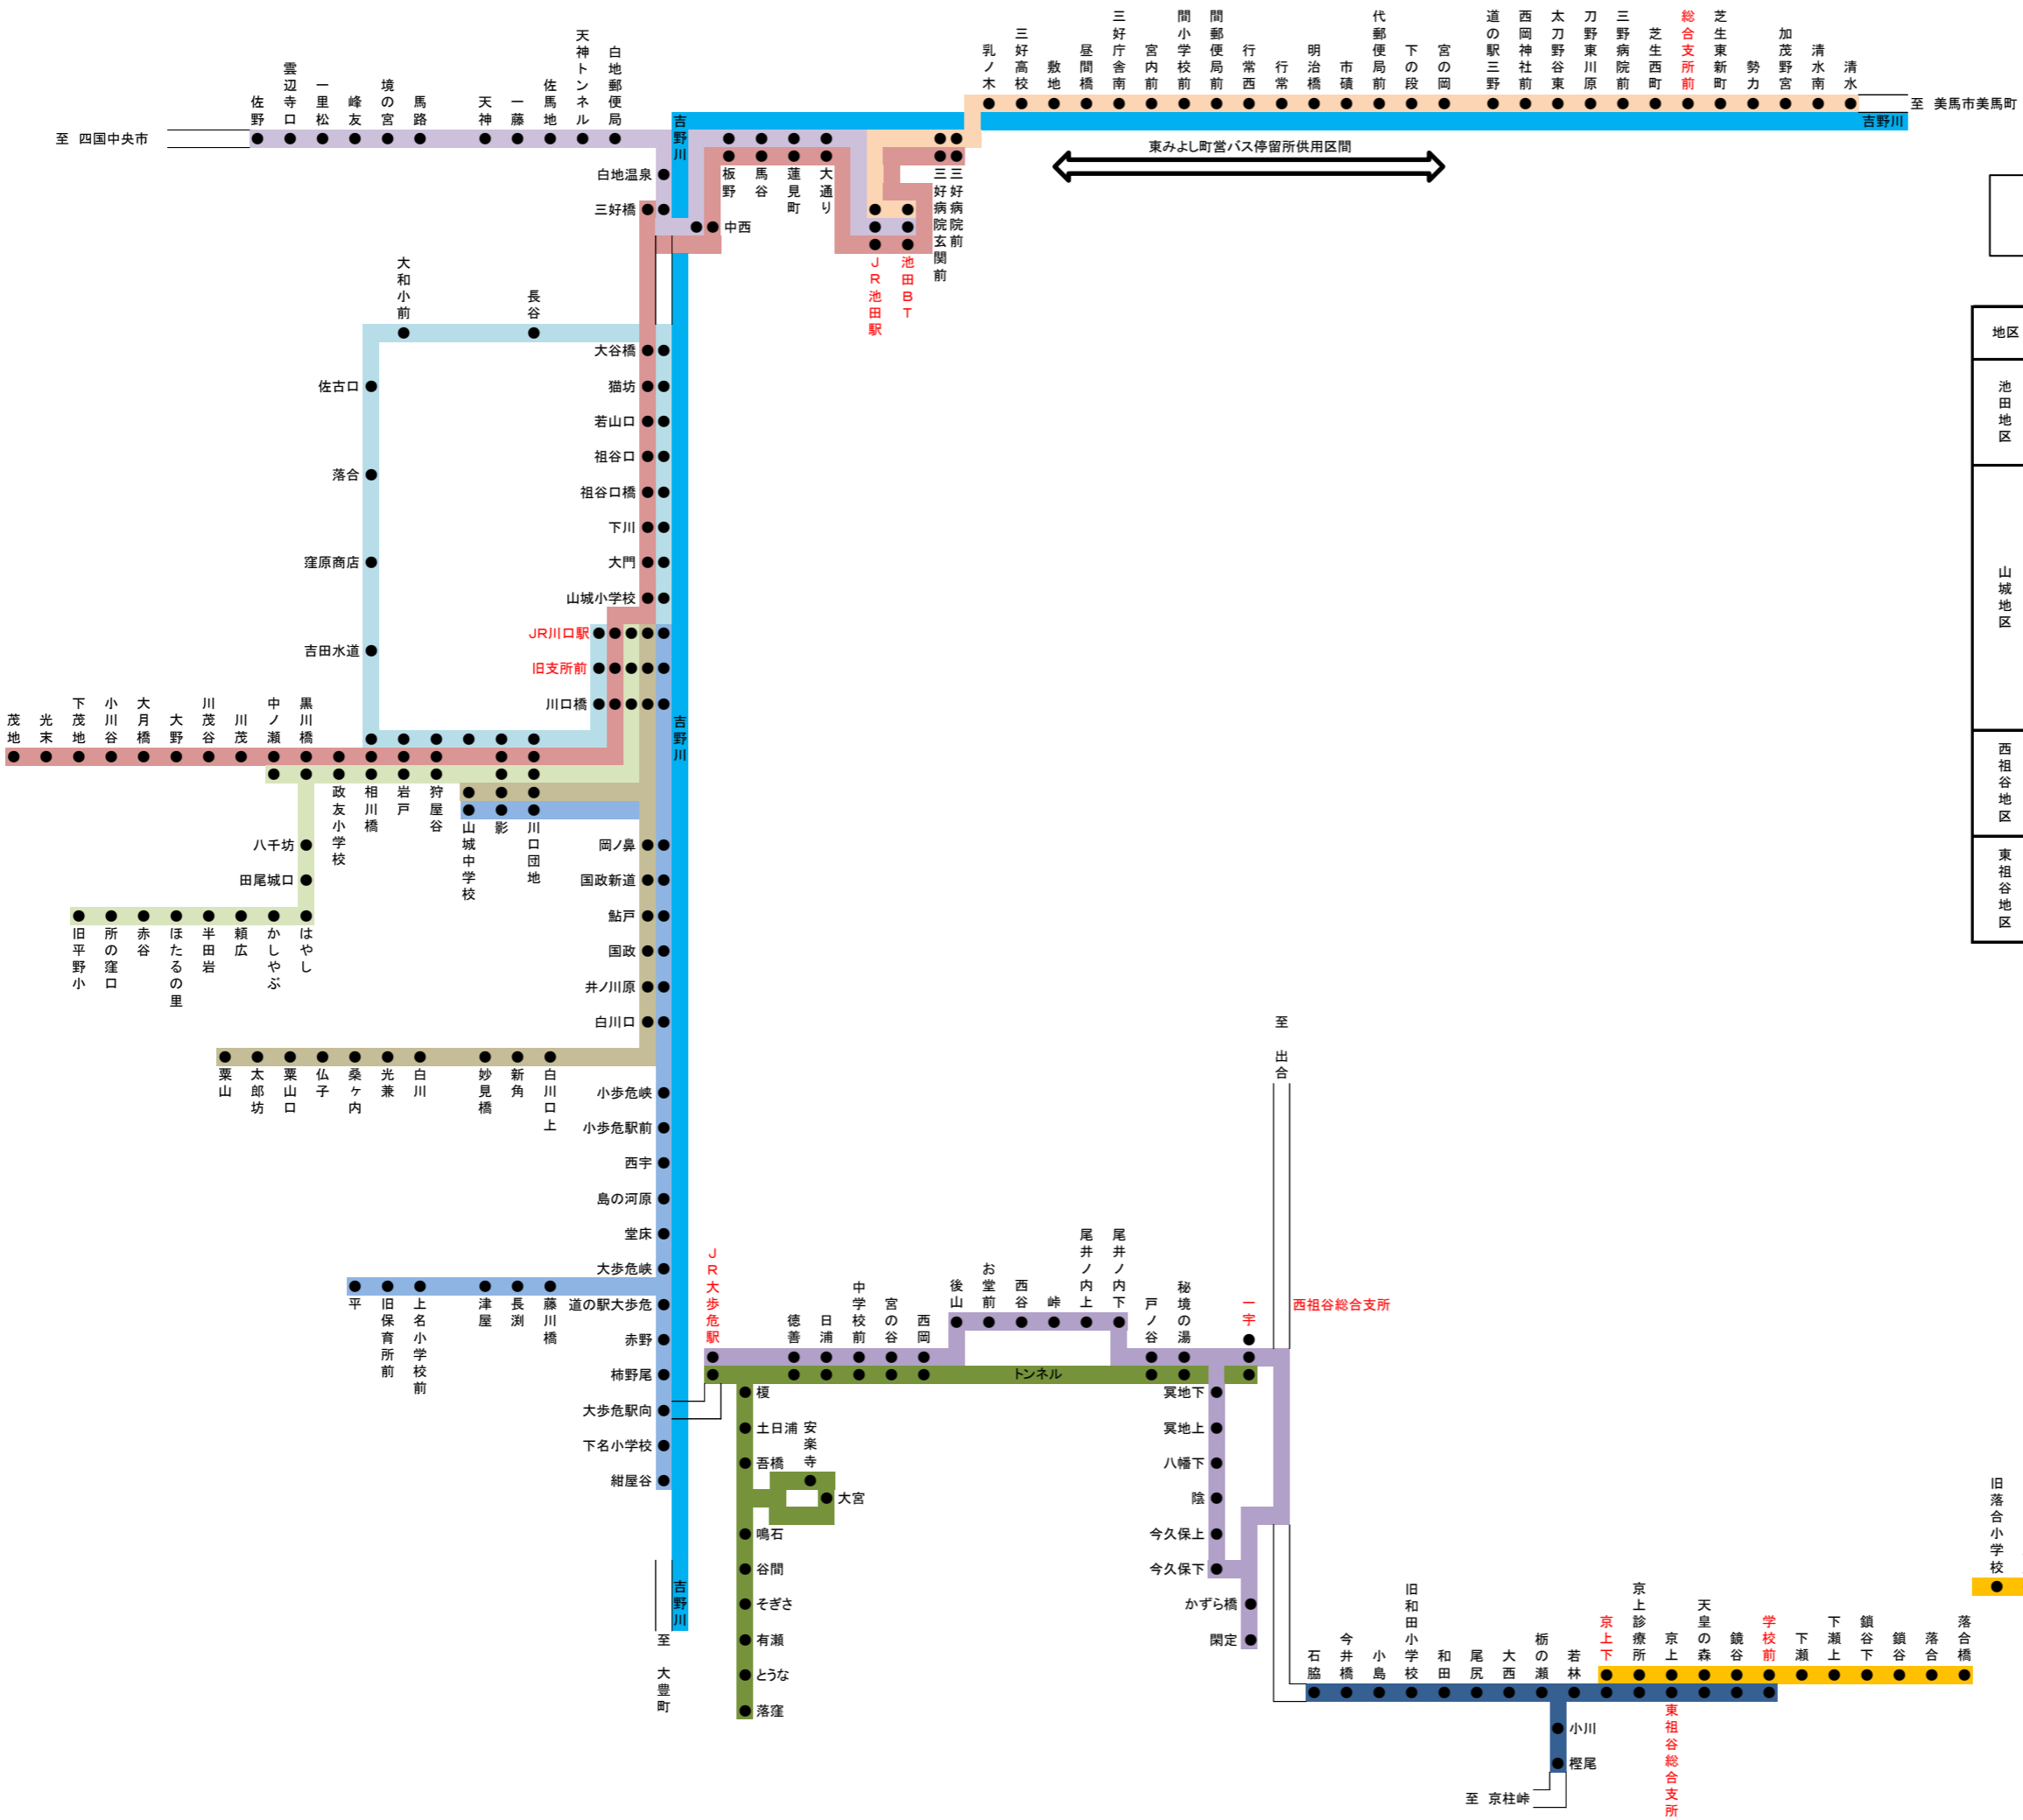 至 四国中央市
佐野
雲辺寺口
一里松
峰友
境の宮
馬路
天神
一藤
佐馬地
天神トンネル
白地郵便局
吉野川
板野
馬谷
蓮見町
大通り
白地温泉
三好橋
中西
JR池田駅
池田BT
三好病院玄関前
三好病院前
乳ノ木
三好高校
敷地
昼間橋
三好庁舎南
宮内前
間小学校前
間郵便局前
行常西
行常
明治橋
市磧
代郵便局前
下の段
宮の岡
道の駅三野
西岡神社前
太刀野谷東
刀野東川原
三野病院前
芝生西町
総合支所前
芝生東新町
勢力
加茂野宮
清水南
清水
至 美馬市美馬町
吉野川
東みよし町営バス停留所供用区間
地区
池田地区
山城地区
西祖谷地区
東祖谷地区
大和小前
長谷
佐古口
落合
窪原商店
吉田水道
大谷橋
猫坊
若山口
祖谷口
祖谷口橋
下川
大門
山城小学校
JR川口駅
旧支所前
川口橋
吉野川
茂地
光末
下茂地
小川谷
大月橋
大野
川茂谷
川茂
中ノ瀬
黒川橋
政友小学校
相川橋
岩戸
狩屋谷
山城中学校
影
川口団地
八千坊
田尾城口
旧平野小
所の窪口
赤谷
ほたるの里
半田岩
頼広
かしやぶ
はやし
岡ノ鼻
国政新道
鮎戸
国政
井ノ川原
白川口
粟山
太郎坊
粟山口
仏子
桑ヶ内
光兼
白川
妙見橋
新角
白川口上
小歩危峡
小歩危駅前
西宇
島の河原
堂床
大歩危峡
道の駅大歩危
赤野
柿野尾
大歩危駅向
下名小学校
紺屋谷
平
旧保育所前
上名小学校前
津屋
長渕
藤川橋
吉野川
至 大豊町
JR大歩危駅
徳善
日浦
中学校前
宮の谷
西岡
後山
お堂前
西谷
峠
尾井ノ内上
尾井ノ内下
戸ノ谷
秘境の湯
一宇
トンネル
至 出合
西祖谷総合支所
榎
土日浦
吾橋
安楽寺
大宮
鳴石
谷間
そぎさ
有瀬
とうな
落窪
冥地下
冥地上
八幡下
陰
今久保上
今久保下
かずら橋
閑定
石脇
今井橋
小島
旧和田小学校
和田
尾尻
大西
栃の瀬
若林
京上下
京上診療所
京上
天皇の森
鏡谷
学校前
下瀬
下瀬上
鎖谷下
鎖谷
落合
落合橋
旧落合小学校
東祖谷総合支所
小川
樫尾
至 京柱峠